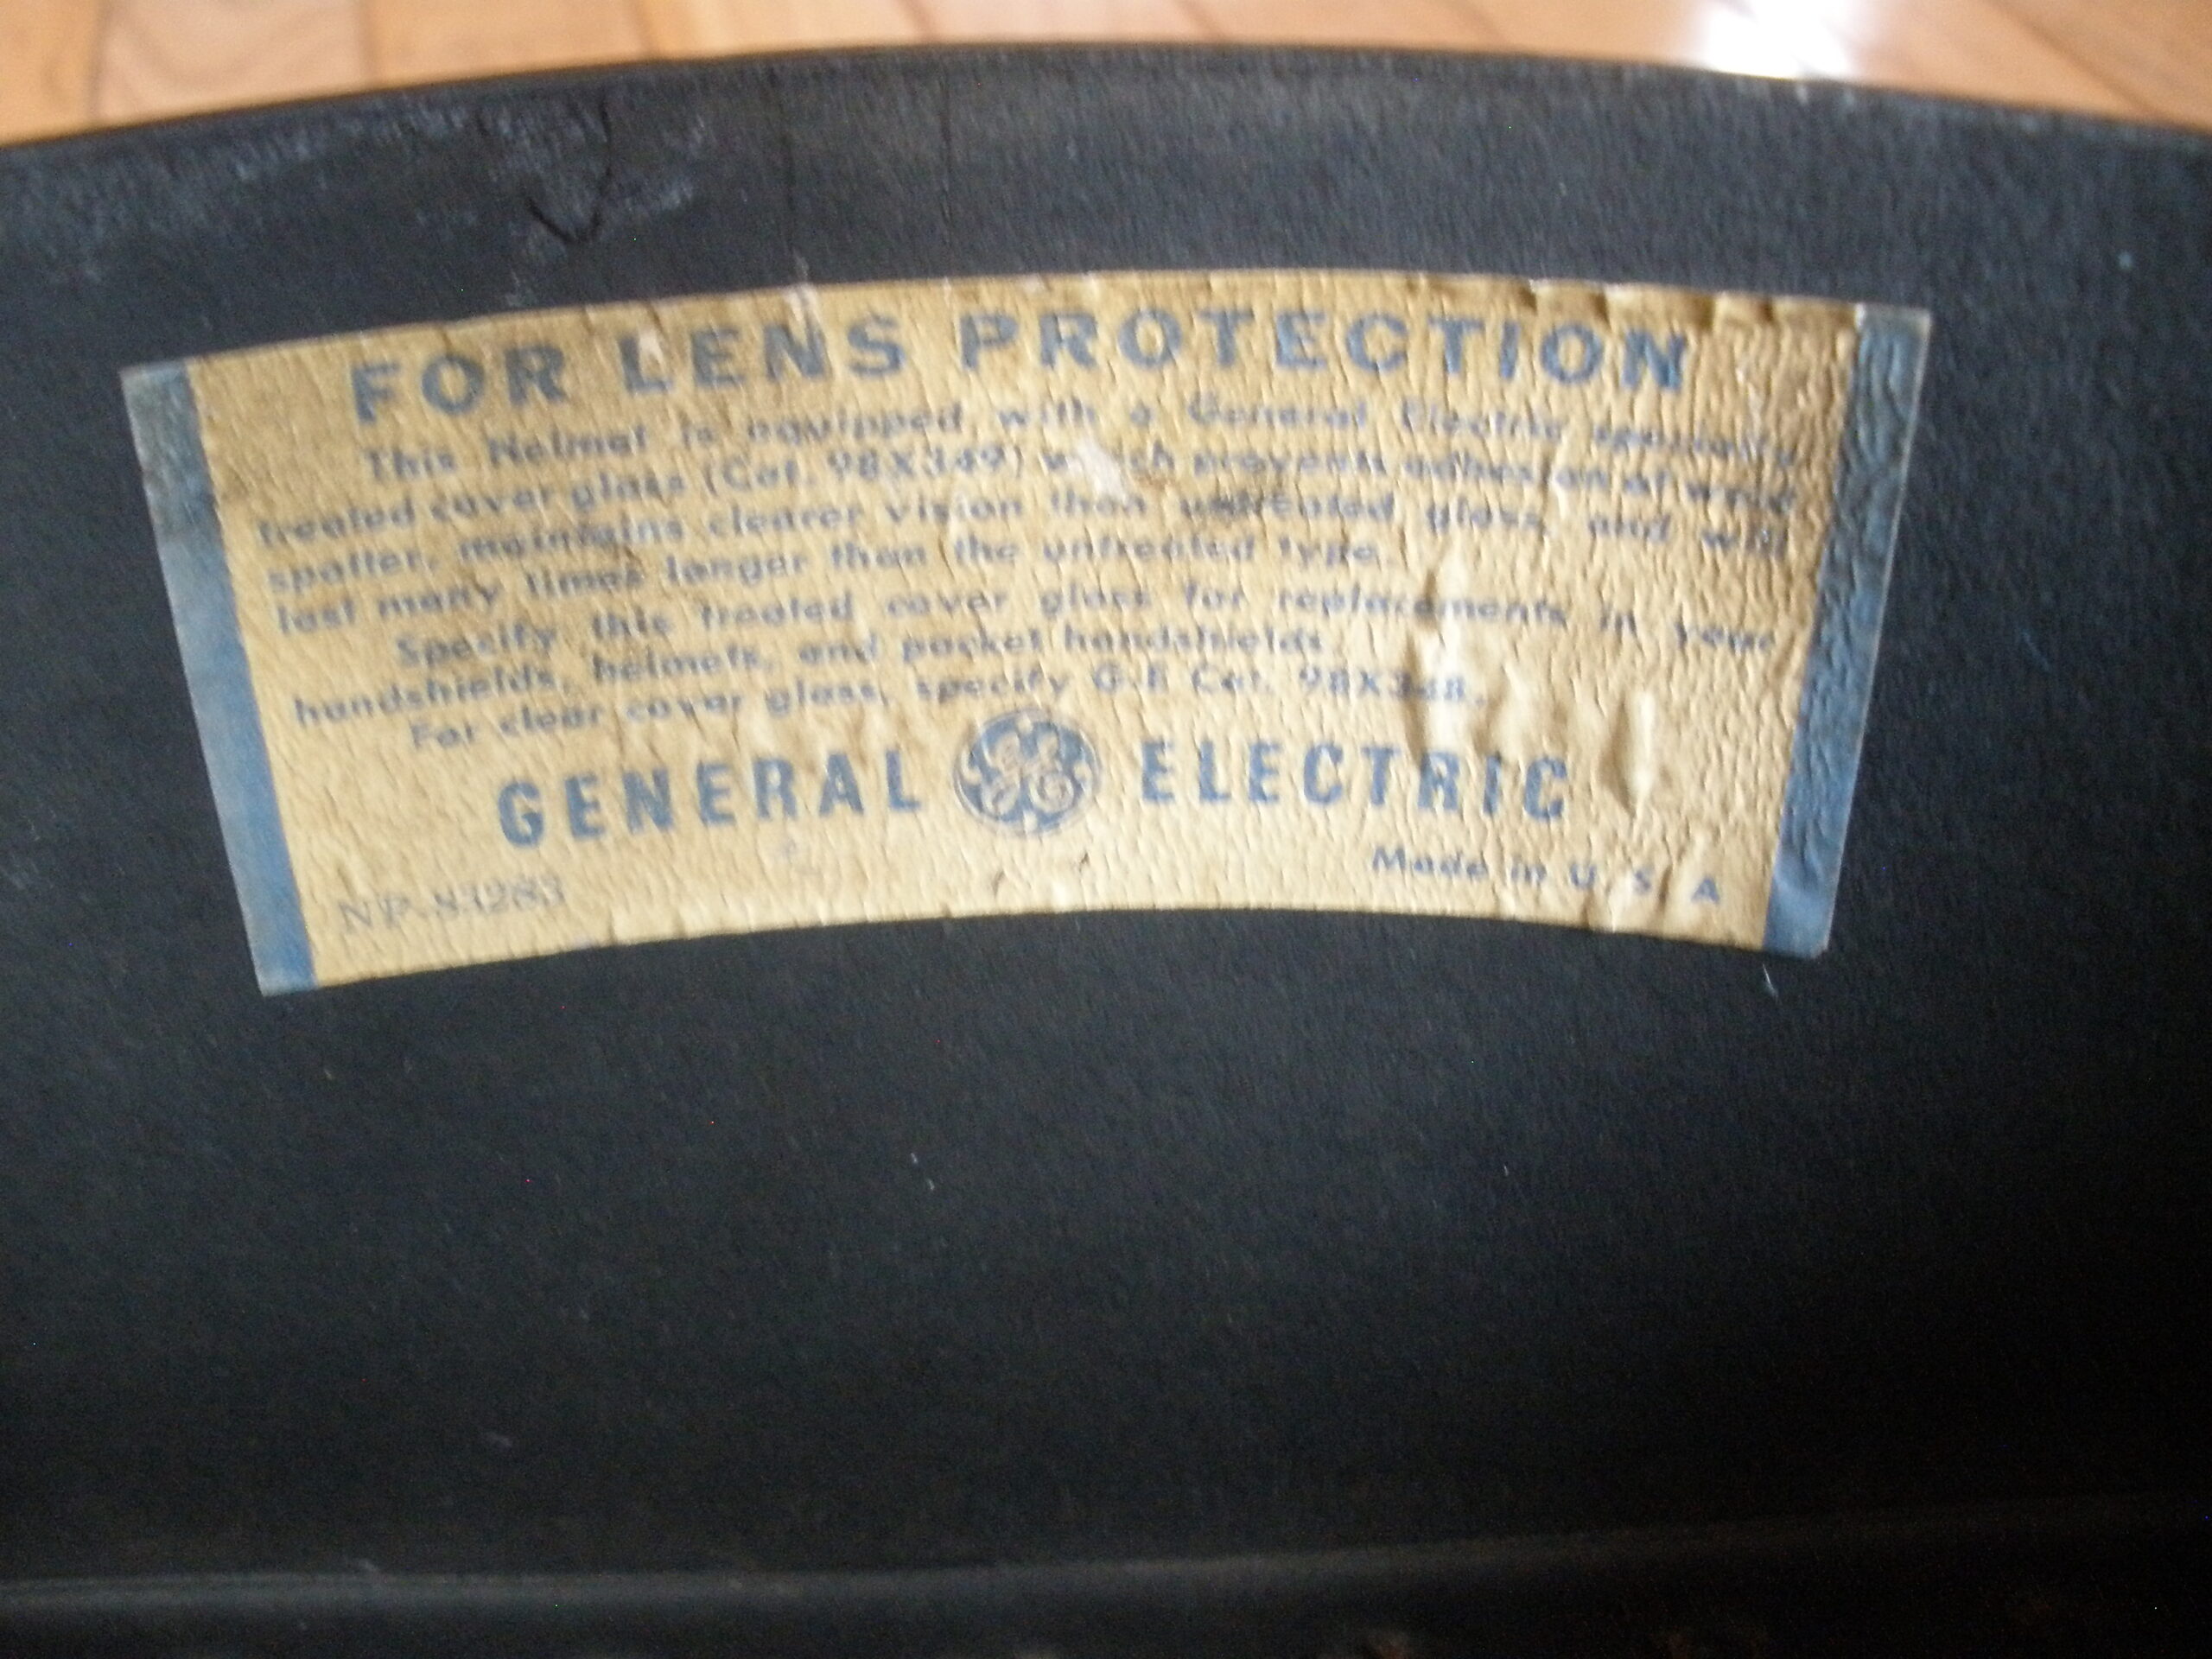 FOR LENS PROTECTION
This Helmet is equipped with a General Electric specially
treated cover glass (Cat. 98X349) which prevents adhesion of weld
spatter, maintains clearer vision than untreated glass, and will
last many times longer than the untreated type.
Specify this treated cover glass for replacements in your
handshields, helmets, and pocket handshields.
For clear cover glass, specify G-E Cat. 98X348.
GENERAL GE ELECTRIC
Made in U S A
NP-83283